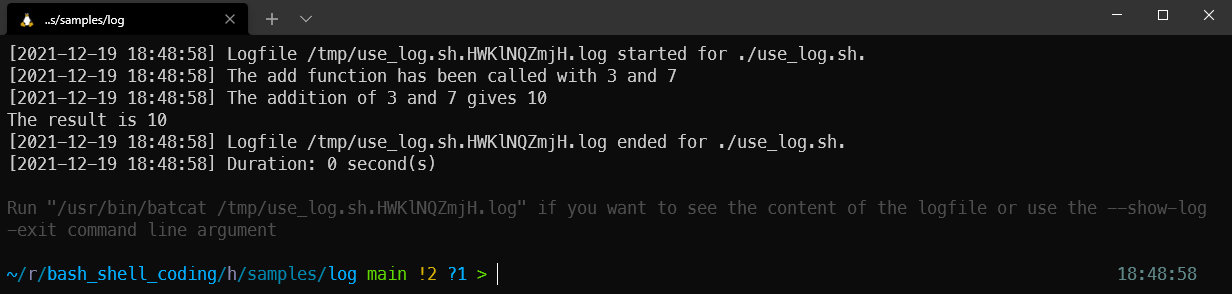 ..s/samples/log
[2021-12-19 18:48:58] Logfile /tmp/use_log.sh.HWKlNQZmjH.log started for ./use_log.sh.
[2021-12-19 18:48:58] The add function has been called with 3 and 7
[2021-12-19 18:48:58] The addition of 3 and 7 gives 10
The result is 10
[2021-12-19 18:48:58] Logfile /tmp/use_log.sh.HWKlNQZmjH.log ended for ./use_log.sh.
[2021-12-19 18:48:58] Duration: 0 second(s)
Run "/usr/bin/batcat /tmp/use_log.sh.HWKlNQZmjH.log" if you want to see the content of the logfile or use the --show-log
-exit command line argument
~/r/bash_shell_coding/h/samples/log main !2 ?1 > 18:48:58